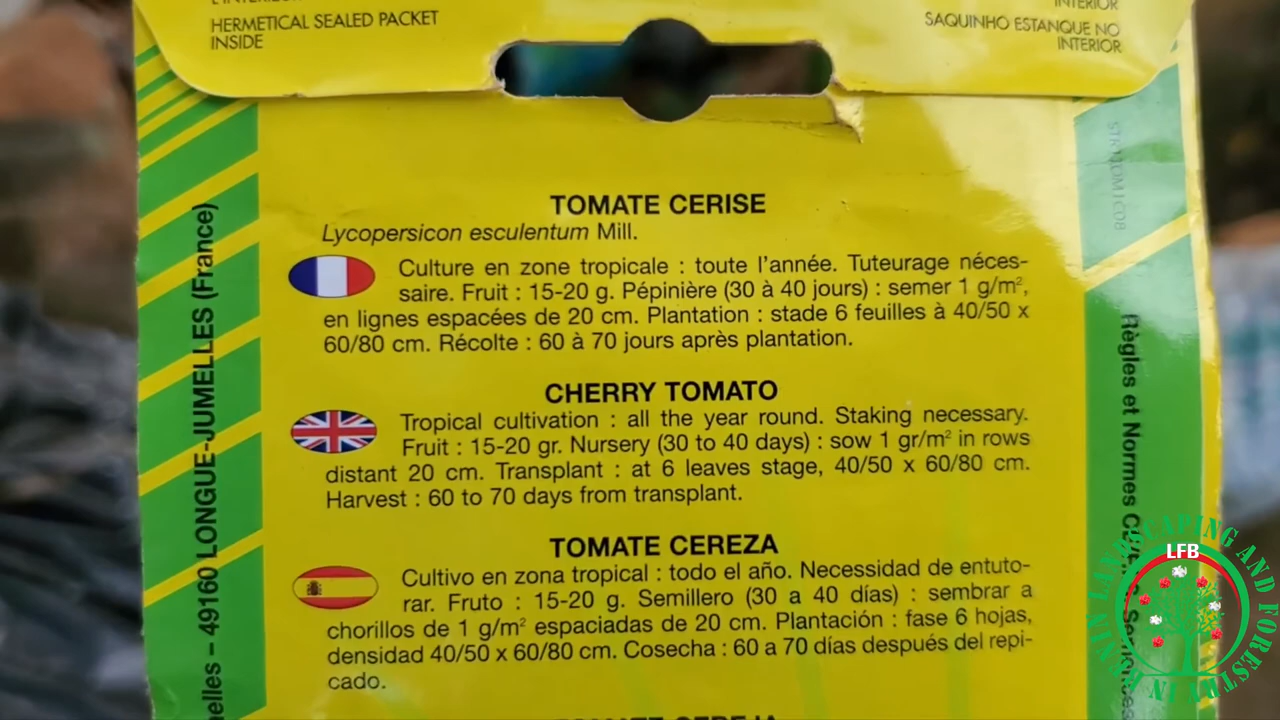 HERMETICAL SEALED PACKET
INSIDE
INTERIOR
SAQUINHO ESTANQUE NO
INTERIOR
TOMATE CERISE
Lycopersicon esculentum Mill.
Culture en zone tropicale : toute l'année. Tuteurage néces-
saire. Fruit : 15-20 g. Pépinière (30 à 40 jours) : semer 1 g/m²,
en lignes espacées de 20 cm. Plantation : stade 6 feuilles à 40/50 x
60/80 cm. Récolte : 60 à 70 jours après plantation.
CHERRY TOMATO
Tropical cultivation : all the year round. Staking necessary.
Fruit : 15-20 gr. Nursery (30 to 40 days) : sow 1 gr/m² in rows
distant 20 cm. Transplant : at 6 leaves stage, 40/50 x 60/80 cm.
Harvest : 60 to 70 days from transplant.
TOMATE CEREZA
Cultivo en zona tropical : todo el año. Necessidad de entuto-
rar. Fruto : 15-20 g. Semillero (30 a 40 días) : sembrar a
chorillos de 1 g/m² espaciadas de 20 cm. Plantación : fase 6 hojas,
densidad 40/50 x 60/80 cm. Cosecha : 60 a 70 días después del repi-
cado.
TOMATE CEREJA
elles – 49160 LONGUE-JUMELLES (France)
Règles et Normes
LFB
LANDSCAPING AND FORESTRY IN BENIN